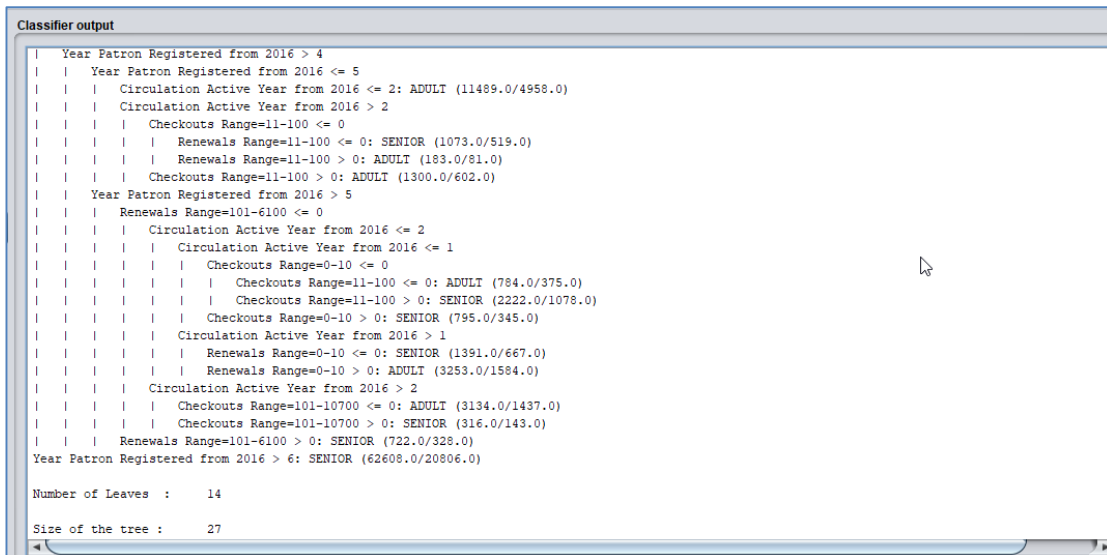 Classifier output
|   Year Patron Registered from 2016 > 4
|   |   Year Patron Registered from 2016 <= 5
|   |   |   Circulation Active Year from 2016 <= 2: ADULT (11489.0/4958.0)
|   |   |   Circulation Active Year from 2016 > 2
|   |   |   |   Checkouts Range=11-100 <= 0
|   |   |   |   |   Renewals Range=11-100 <= 0: SENIOR (1073.0/519.0)
|   |   |   |   |   Renewals Range=11-100 > 0: ADULT (183.0/81.0)
|   |   |   |   Checkouts Range=11-100 > 0: ADULT (1300.0/602.0)
|   |   Year Patron Registered from 2016 > 5
|   |   |   Renewals Range=101-6100 <= 0
|   |   |   |   Circulation Active Year from 2016 <= 2
|   |   |   |   |   Circulation Active Year from 2016 <= 1
|   |   |   |   |   |   Checkouts Range=0-10 <= 0
|   |   |   |   |   |   |   Checkouts Range=11-100 <= 0: ADULT (784.0/375.0)
|   |   |   |   |   |   |   Checkouts Range=11-100 > 0: SENIOR (2222.0/1078.0)
|   |   |   |   |   |   Checkouts Range=0-10 > 0: SENIOR (795.0/345.0)
|   |   |   |   |   Circulation Active Year from 2016 > 1
|   |   |   |   |   |   Renewals Range=0-10 <= 0: SENIOR (1391.0/667.0)
|   |   |   |   |   |   Renewals Range=0-10 > 0: ADULT (3253.0/1584.0)
|   |   |   |   Circulation Active Year from 2016 > 2
|   |   |   |   |   Checkouts Range=101-10700 <= 0: ADULT (3134.0/1437.0)
|   |   |   |   |   Checkouts Range=101-10700 > 0: SENIOR (316.0/143.0)
|   |   |   Renewals Range=101-6100 > 0: SENIOR (722.0/328.0)
Year Patron Registered from 2016 > 6: SENIOR (62608.0/20806.0)
Number of Leaves  :     14
Size of the tree :      27